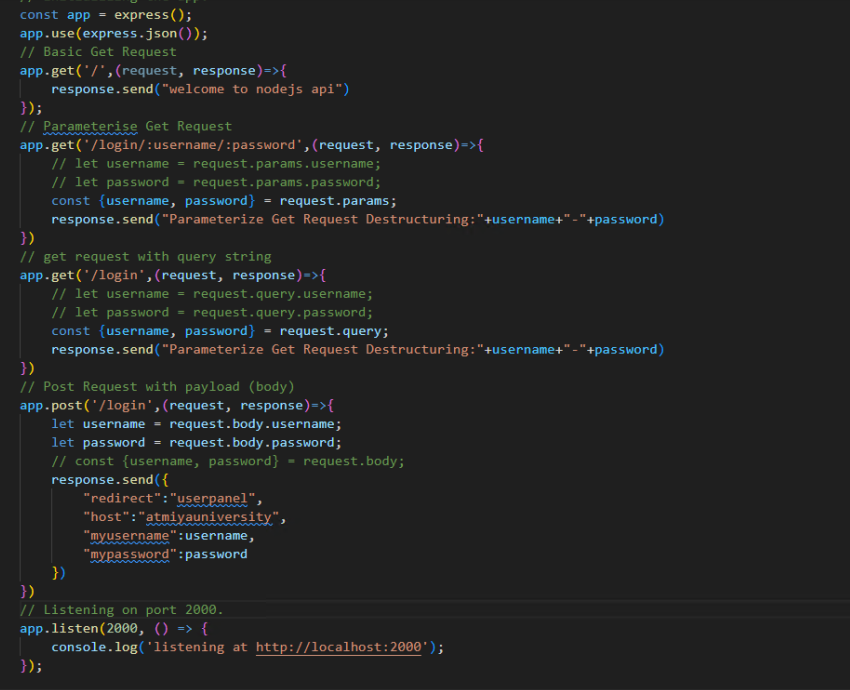 const app = express();
app.use(express.json());
// Basic Get Request
app.get('/',(request, response)=>{
    response.send("welcome to nodejs api")
});
// Parameterise Get Request
app.get('/login/:username/:password',(request, response)=>{
    // let username = request.params.username;
    // let password = request.params.password;
    const {username, password} = request.params;
    response.send("Parameterize Get Request Destructuring:"+username+"-"+password)
})
// get request with query string
app.get('/login',(request, response)=>{
    // let username = request.query.username;
    // let password = request.query.password;
    const {username, password} = request.query;
    response.send("Parameterize Get Request Destructuring:"+username+"-"+password)
})
// Post Request with payload (body)
app.post('/login',(request, response)=>{
    let username = request.body.username;
    let password = request.body.password;
    // const {username, password} = request.body;
    response.send({
        "redirect":"userpanel",
        "host":"atmiyauniversity",
        "myusername":username,
        "mypassword":password
    })
})
// Listening on port 2000.
app.listen(2000, () => {
    console.log('listening at http://localhost:2000');
});